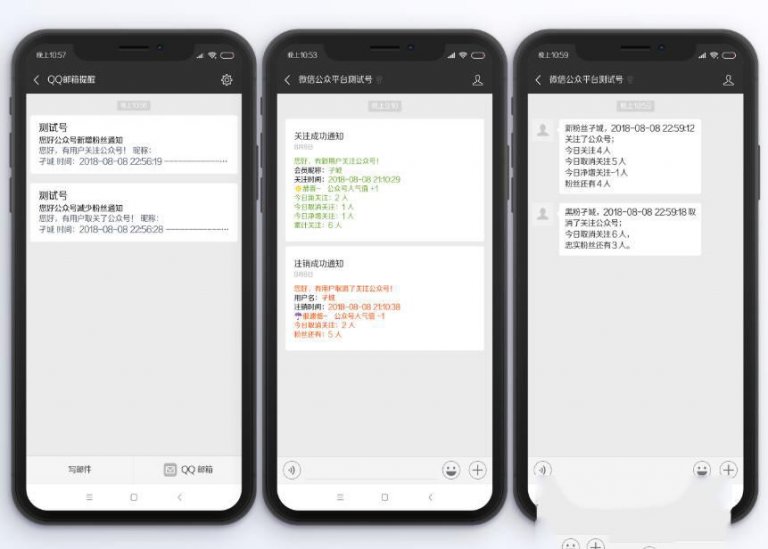 晚上10:57
QQ邮箱提醒
晚上10:56
测试号
您好公众号新增粉丝通知
您好，有用户关注公众号！ 昵称：
孑城 时间：2018-08-08 22:56:19
测试号
您好公众号减少粉丝通知
您好，有用户取关了公众号！ 昵称：
孑城 时间：2018-08-08 22:56:28
写邮件
QQ 邮箱
晚上10:53
微信公众平台测试号
晚上9:10
关注成功通知
8月8日
您好，有新用户关注公众号！
会员昵称：孑城
关注时间：2018-08-08 21:10:29
恭喜~ 公众号人气值 +1
今日新关注：2 人
今日取消关注：1 人
今日净增关注：1 人
累计关注：6 人
注销成功通知
8月8日
您好，有用户取消了关注公众号！
用户名：孑城
注销时间：2018-08-08 21:10:38
很遗憾~ 公众号人气值 -1
今日取消关注：2 人
粉丝还有：5 人
晚上10:59
微信公众平台测试号
晚上10:59
新粉丝孑城，2018-08-08 22:59:12
关注了公众号；
今日关注4人
今日取消关注5人
今日净增关注-1人
粉丝还有4人
黑粉孑城，2018-08-08 22:59:18 取
消了关注公众号；
今日取消关注6人，
忠实粉丝还有3人。